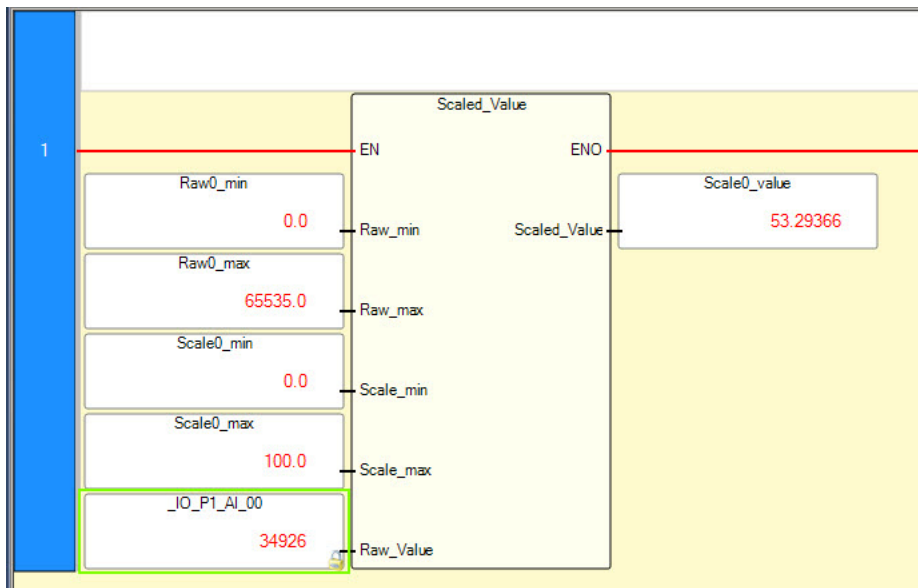 Scaled_Value
1
EN
ENO
Raw0_min
0.0
Raw_min
Scaled_Value
Scale0_value
53.29366
Raw0_max
65535.0
Raw_max
Scale0_min
0.0
Scale_min
Scale0_max
100.0
Scale_max
_IO_P1_AI_00
34926
Raw_Value